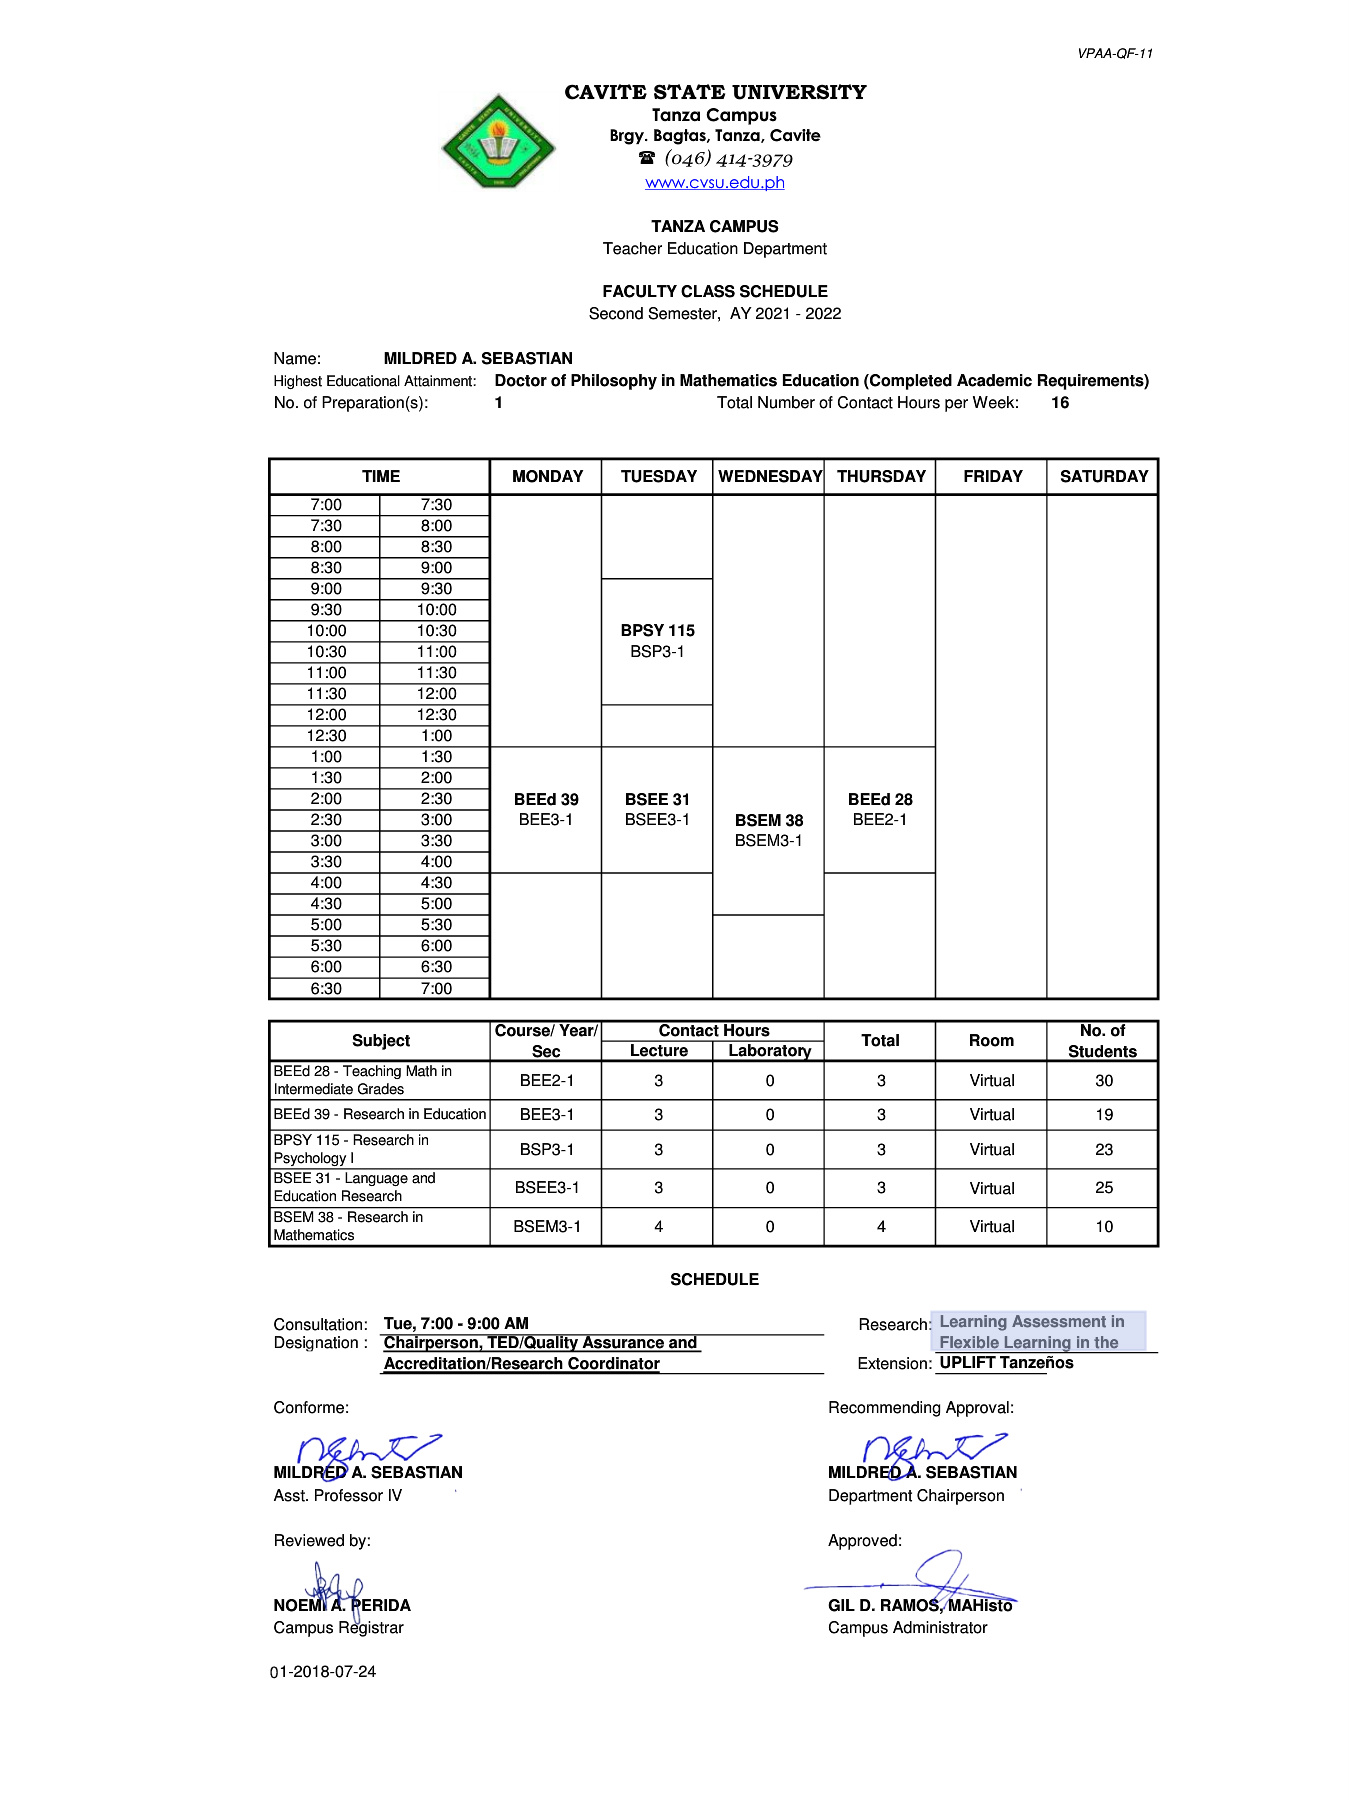 VPAA-QF-11
CAVITE STATE UNIVERSITY
Tanza Campus
Brgy. Bagtas, Tanza, Cavite
☎ (046) 414-3979
www.cvsu.edu.ph
TANZA CAMPUS
Teacher Education Department
FACULTY CLASS SCHEDULE
Second Semester, AY 2021 - 2022
Name: MILDRED A. SEBASTIAN
Highest Educational Attainment: Doctor of Philosophy in Mathematics Education (Completed Academic Requirements)
No. of Preparation(s): 1 Total Number of Contact Hours per Week: 16
TIME MONDAY TUESDAY WEDNESDAY THURSDAY FRIDAY SATURDAY
7:00 7:30
7:30 8:00
8:00 8:30
8:30 9:00
9:00 9:30
9:30 10:00
10:00 10:30 BPSY 115
10:30 11:00 BSP3-1
11:00 11:30
11:30 12:00
12:00 12:30
12:30 1:00
1:00 1:30
1:30 2:00
2:00 2:30 BEEd 39 BSEE 31 BEEd 28
2:30 3:00 BEE3-1 BSEE3-1 BSEM 38 BEE2-1
3:00 3:30 BSEM3-1
3:30 4:00
4:00 4:30
4:30 5:00
5:00 5:30
5:30 6:00
6:00 6:30
6:30 7:00
Subject Course/ Year/ Sec Contact Hours Total Room No. of Students
Lecture Laboratory
BEEd 28 - Teaching Math in
Intermediate Grades BEE2-1 3 0 3 Virtual 30
BEEd 39 - Research in Education BEE3-1 3 0 3 Virtual 19
BPSY 115 - Research in
Psychology I BSP3-1 3 0 3 Virtual 23
BSEE 31 - Language and
Education Research BSEE3-1 3 0 3 Virtual 25
BSEM 38 - Research in
Mathematics BSEM3-1 4 0 4 Virtual 10
SCHEDULE
Consultation: Tue, 7:00 - 9:00 AM Research: Learning Assessment in
Designation : Chairperson, TED/Quality Assurance and Flexible Learning in the
Accreditation/Research Coordinator Extension: UPLIFT Tanzeños
Conforme: Recommending Approval:
MILDRED A. SEBASTIAN MILDRED A. SEBASTIAN
Asst. Professor IV Department Chairperson
Reviewed by: Approved:
NOEMI A. PERIDA GIL D. RAMOS, MAHisto
Campus Registrar Campus Administrator
01-2018-07-24